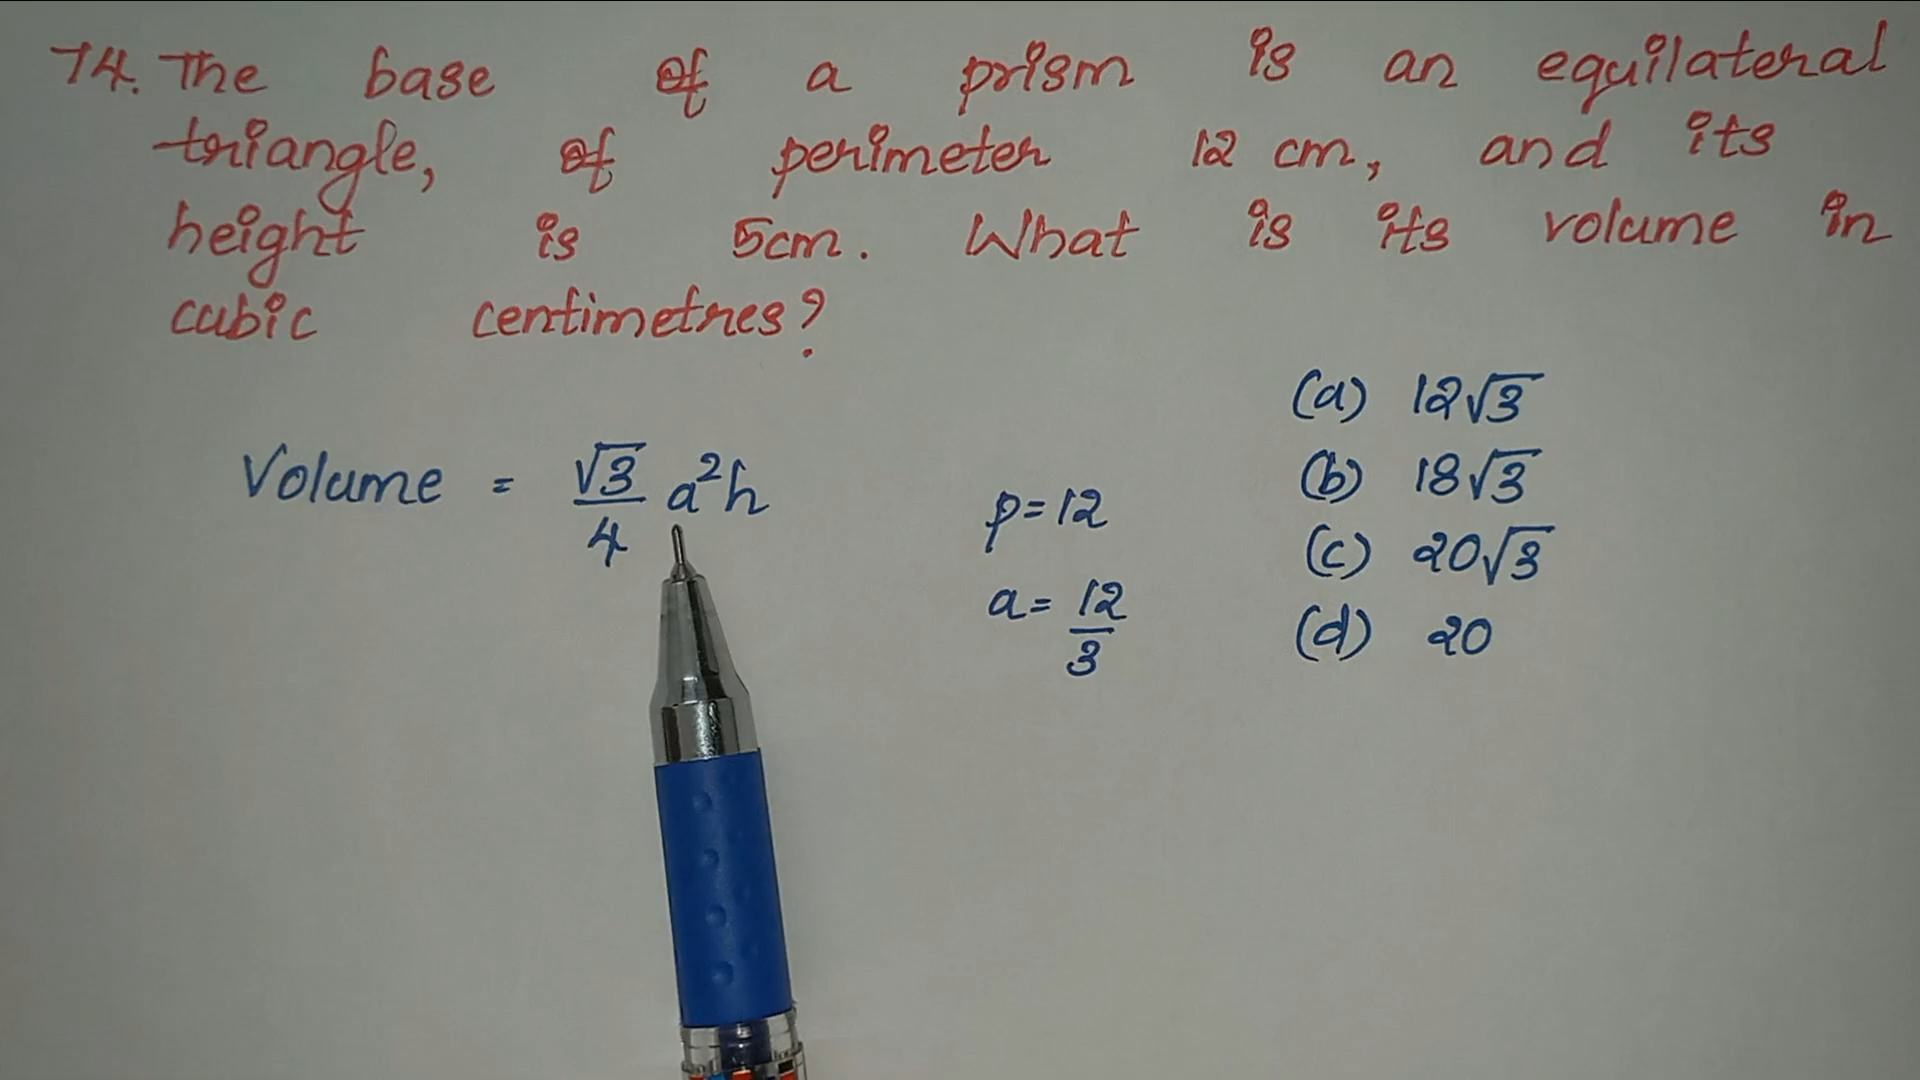 74. The base of a prism is an equilateral
triangle, of perimeter 12 cm, and its
height is 5cm. What is its volume in
cubic centimetres?
Volume = √3/4 a²h
p = 12
a = 12/3
(a) 12√3
(b) 18√3
(c) 20√3
(d) 20